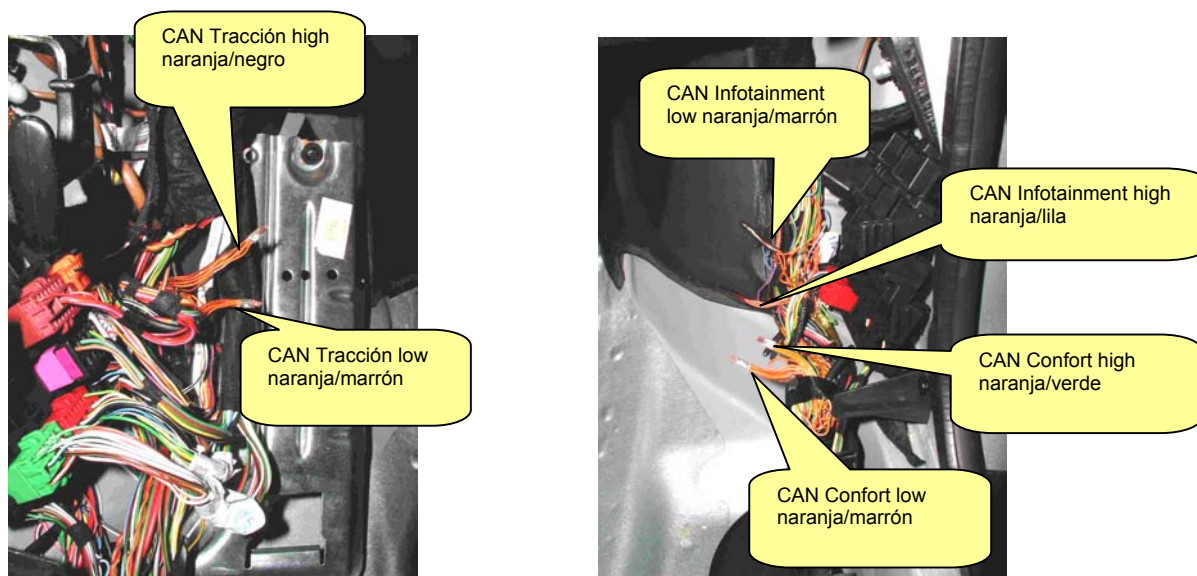 CAN Tracción high
naranja/negro
CAN Tracción low
naranja/marrón
CAN Infotainment
low naranja/marrón
CAN Infotainment high
naranja/lila
CAN Confort high
naranja/verde
CAN Confort low
naranja/marrón